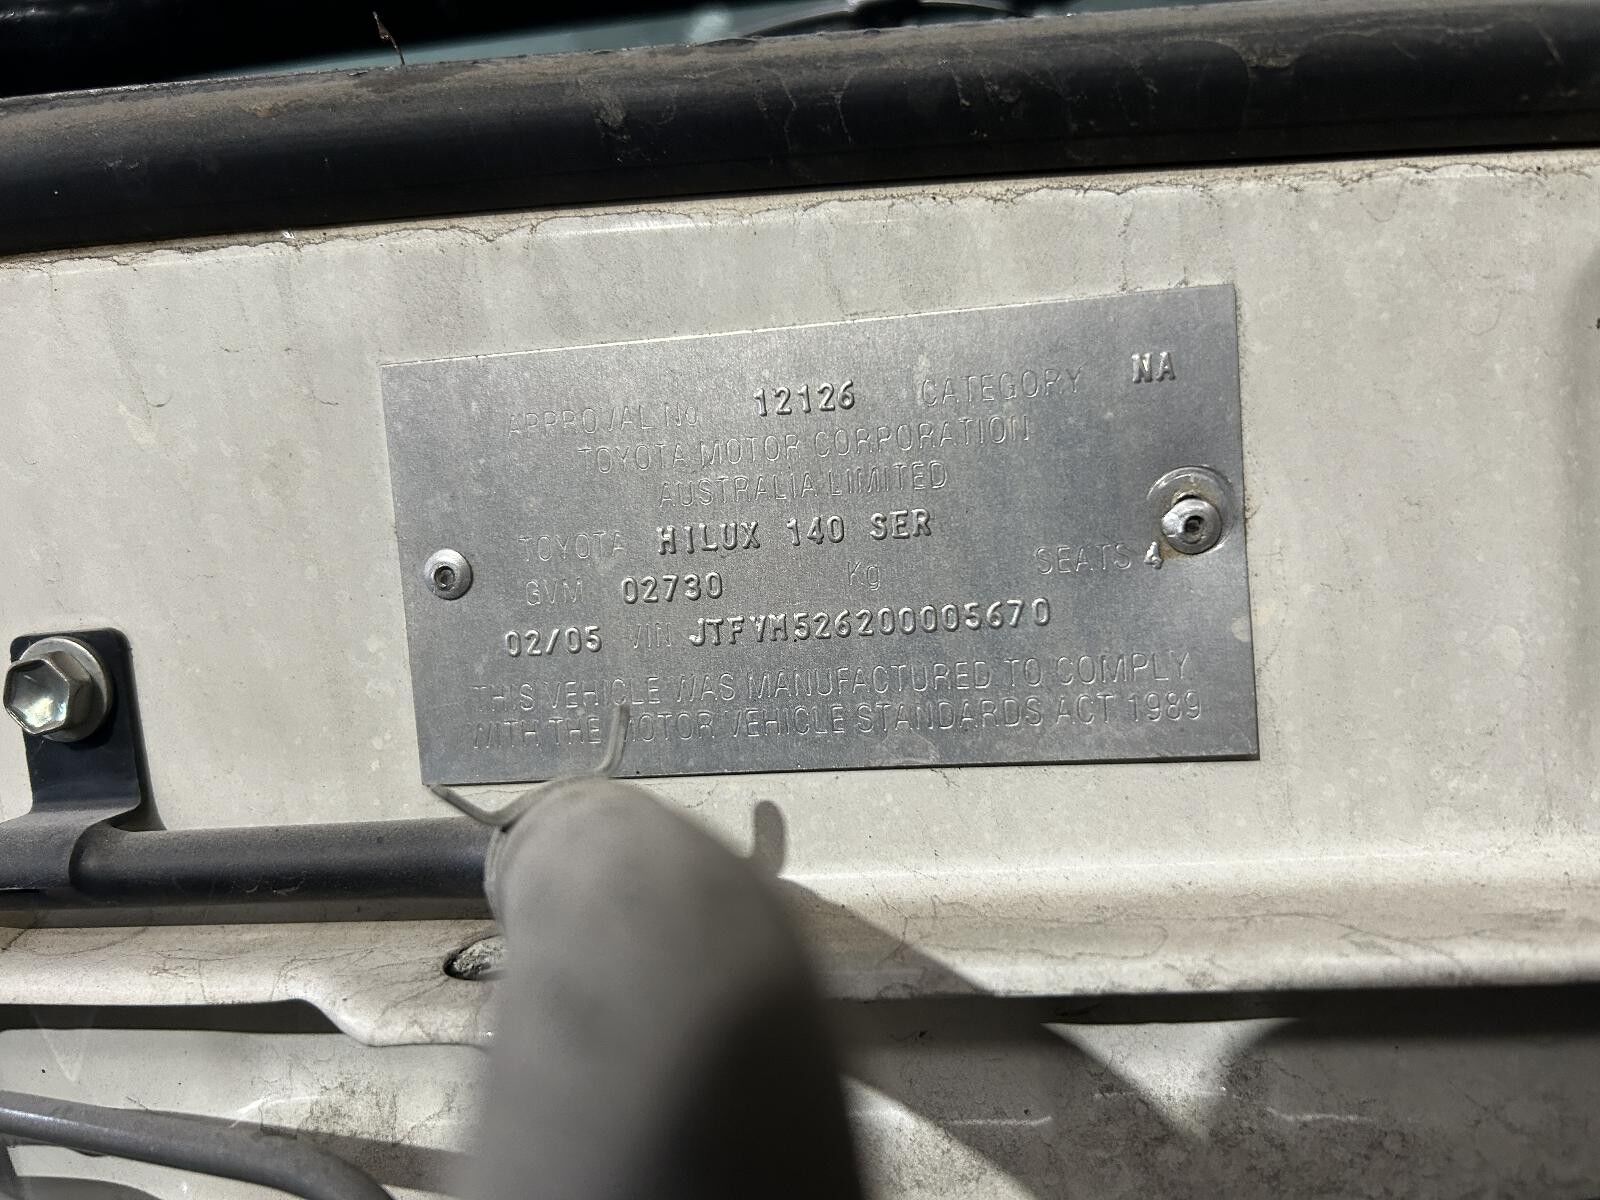 APPROVAL No 12126 CATEGORY NA
TOYOTA MOTOR CORPORATION
AUSTRALIA LIMITED
TOYOTA HILUX 140 SER
GVM 02730 Kg SEATS 4
02/05 VIN JTFVM526200005670
THIS VEHICLE WAS MANUFACTURED TO COMPLY
WITH THE MOTOR VEHICLE STANDARDS ACT 1989